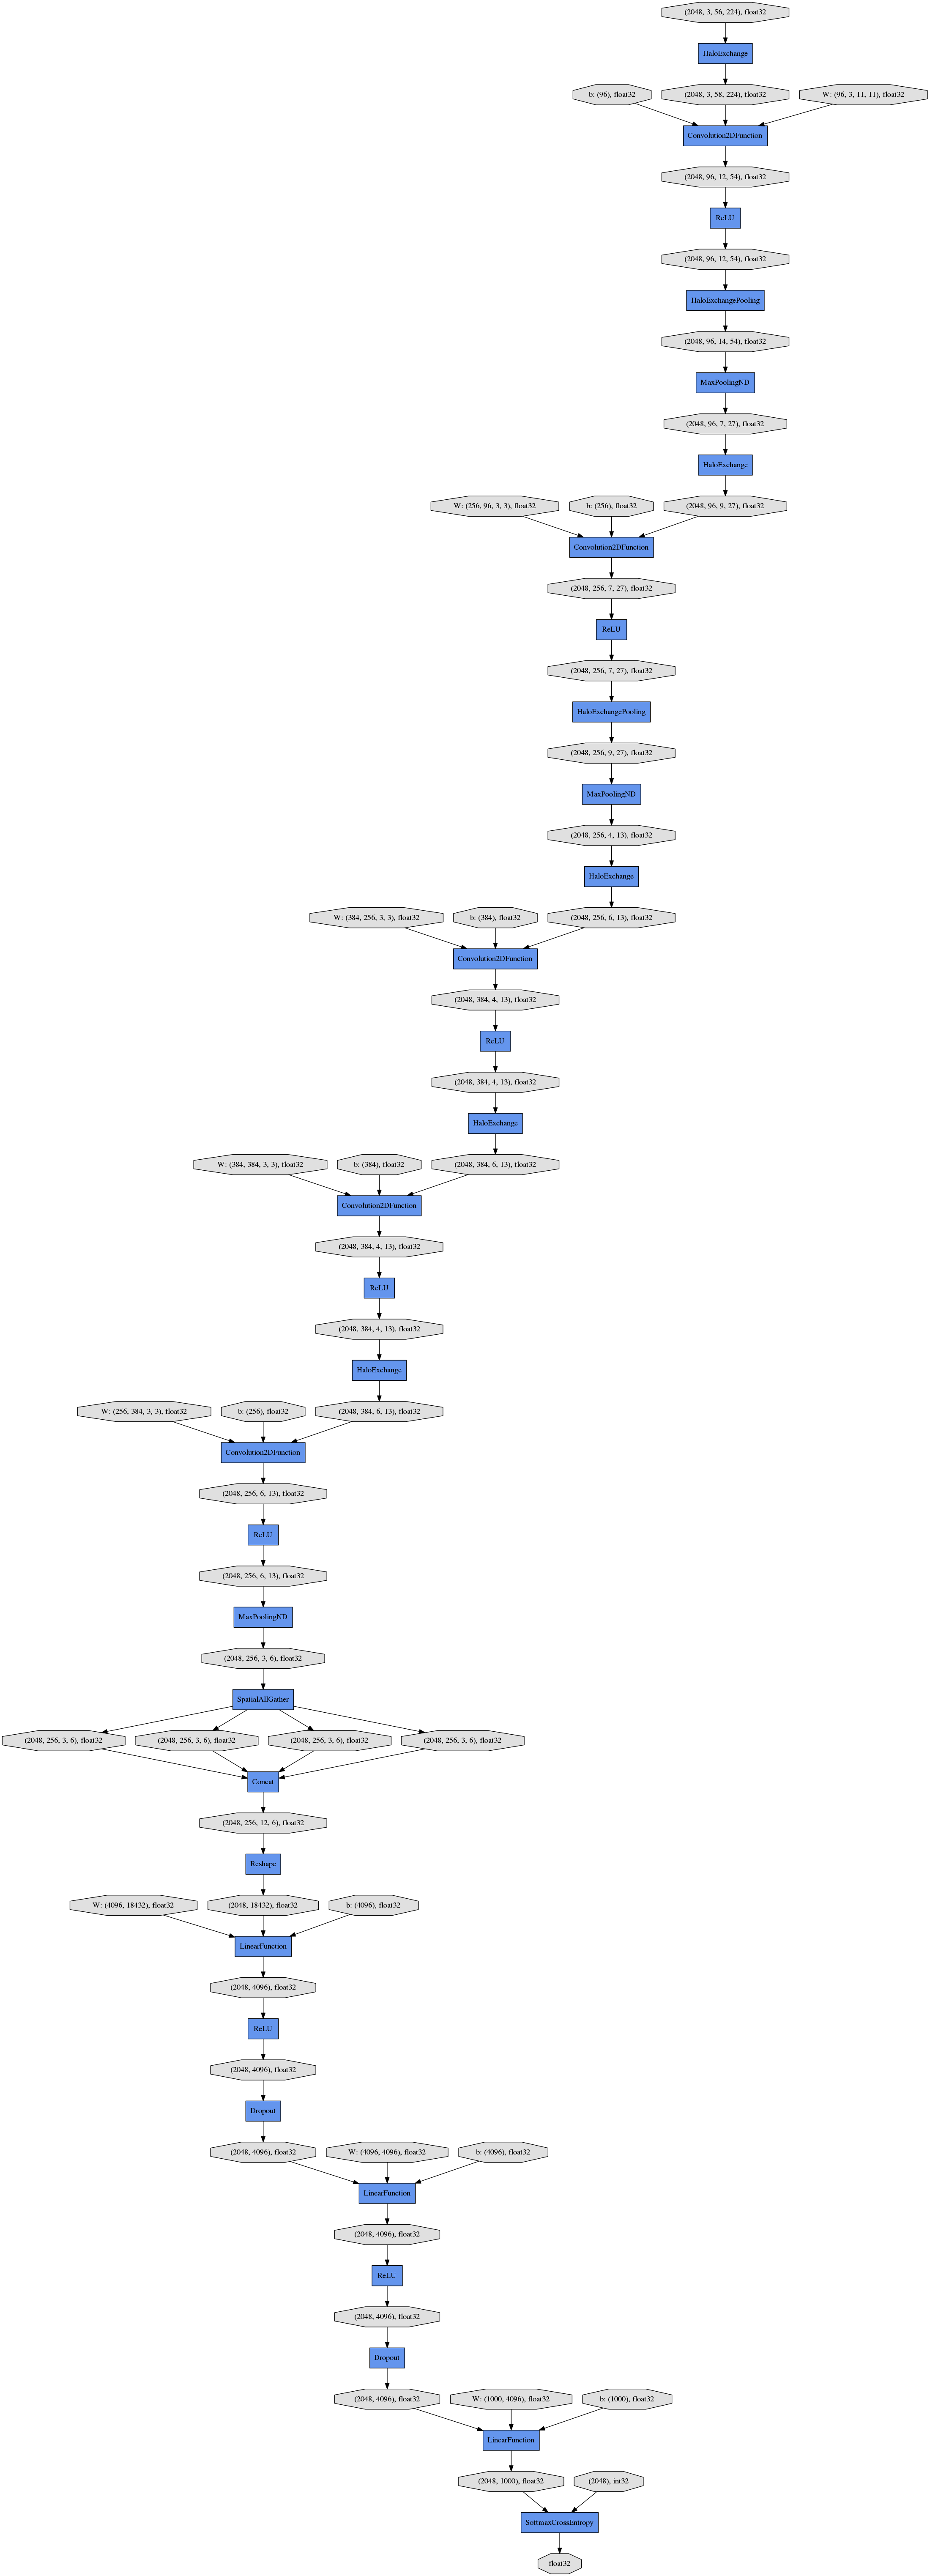 (2048, 3, 56, 224), float32
HaloExchange
b: (96), float32
(2048, 3, 58, 224), float32
W: (96, 3, 11, 11), float32
Convolution2DFunction
(2048, 96, 12, 54), float32
ReLU
(2048, 96, 12, 54), float32
HaloExchangePooling
(2048, 96, 14, 54), float32
MaxPoolingND
(2048, 96, 7, 27), float32
HaloExchange
W: (256, 96, 3, 3), float32
b: (256), float32
(2048, 96, 9, 27), float32
Convolution2DFunction
(2048, 256, 7, 27), float32
ReLU
(2048, 256, 7, 27), float32
HaloExchangePooling
(2048, 256, 9, 27), float32
MaxPoolingND
(2048, 256, 4, 13), float32
HaloExchange
W: (384, 256, 3, 3), float32
b: (384), float32
(2048, 256, 6, 13), float32
Convolution2DFunction
(2048, 384, 4, 13), float32
ReLU
(2048, 384, 4, 13), float32
HaloExchange
W: (384, 384, 3, 3), float32
b: (384), float32
(2048, 384, 6, 13), float32
Convolution2DFunction
(2048, 384, 4, 13), float32
ReLU
(2048, 384, 4, 13), float32
HaloExchange
W: (256, 384, 3, 3), float32
b: (256), float32
(2048, 384, 6, 13), float32
Convolution2DFunction
(2048, 256, 6, 13), float32
ReLU
(2048, 256, 6, 13), float32
MaxPoolingND
(2048, 256, 3, 6), float32
SpatialAllGather
(2048, 256, 3, 6), float32
(2048, 256, 3, 6), float32
(2048, 256, 3, 6), float32
(2048, 256, 3, 6), float32
Concat
(2048, 256, 12, 6), float32
Reshape
W: (4096, 18432), float32
(2048, 18432), float32
b: (4096), float32
LinearFunction
(2048, 4096), float32
ReLU
(2048, 4096), float32
Dropout
(2048, 4096), float32
W: (4096, 4096), float32
b: (4096), float32
LinearFunction
(2048, 4096), float32
ReLU
(2048, 4096), float32
Dropout
(2048, 4096), float32
W: (1000, 4096), float32
b: (1000), float32
LinearFunction
(2048, 1000), float32
(2048), int32
SoftmaxCrossEntropy
float32